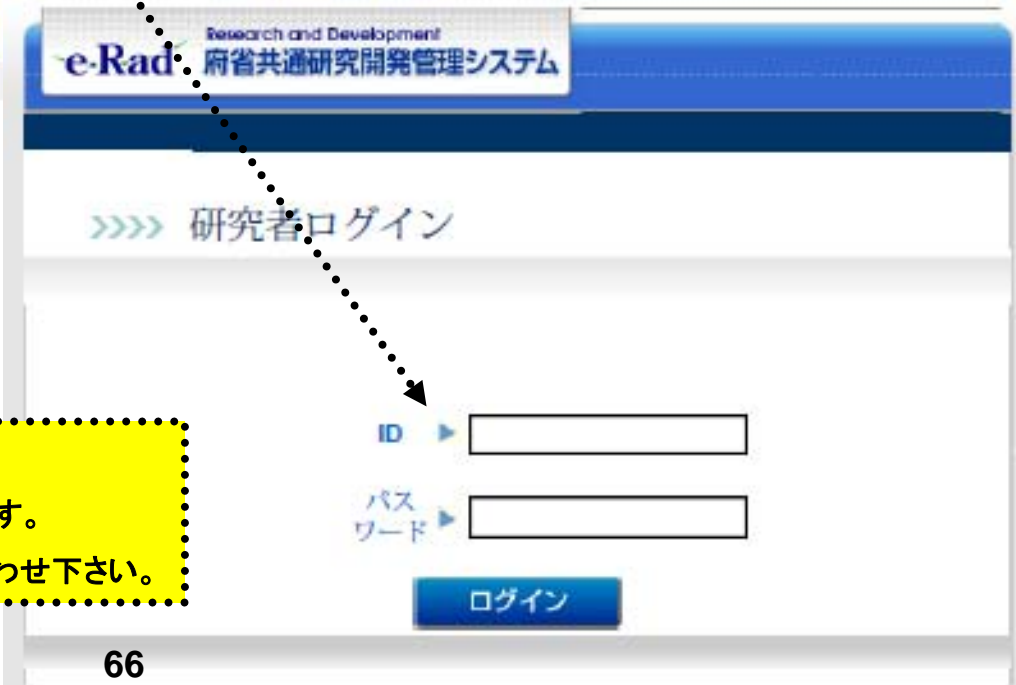 e-Rad
Research and Development
府省共通研究開発管理システム
>>>> 研究者ログイン
ID
パス
ワード
ログイン
す。
わせ下さい。
66